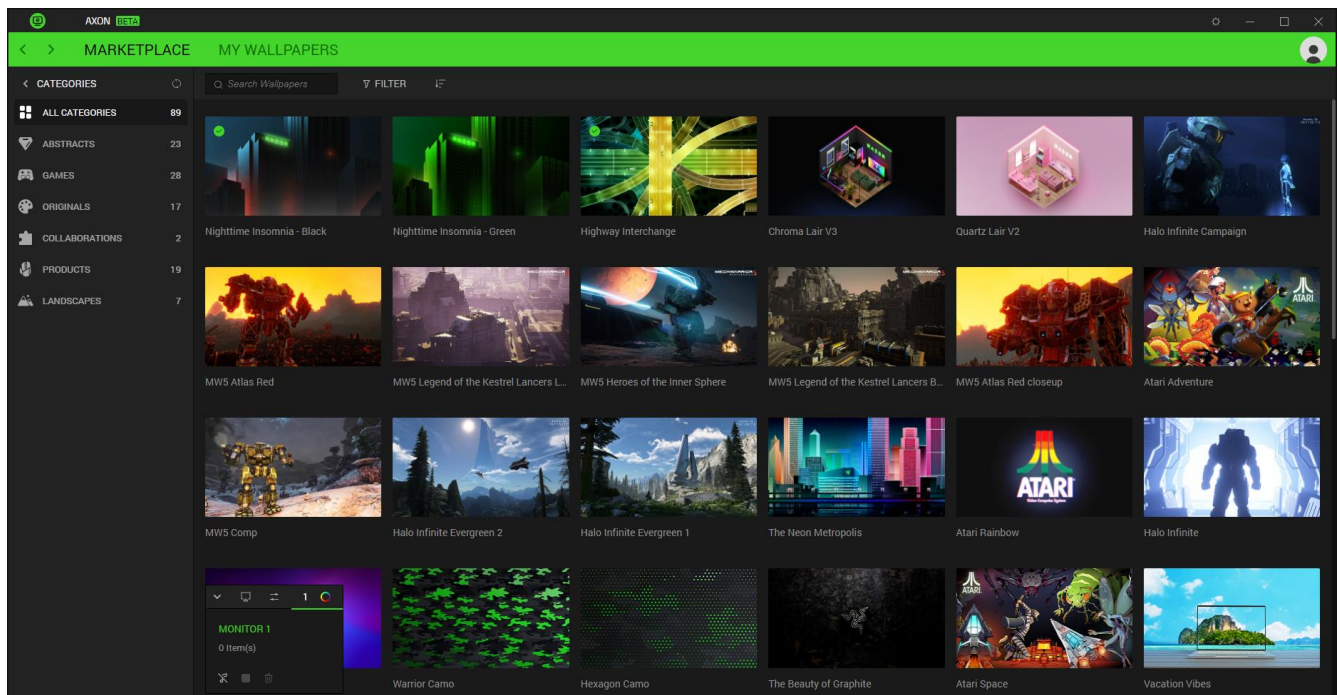 AXON BETA
MARKETPLACE MY WALLPAPERS
CATEGORIES
Search Wallpapers FILTER
ALL CATEGORIES 89
ABSTRACTS 23
GAMES 28
ORIGINALS 17
COLLABORATIONS 2
PRODUCTS 19
LANDSCAPES 7
RAZER
Nighttime Insomnia - Black
Nighttime Insomnia - Green
Highway Interchange
Chroma Lair V3
Quartz Lair V2
Halo Infinite Campaign
ATARI
MW5 Atlas Red
MW5 Legend of the Kestrel Lancers L...
MW5 Heroes of the Inner Sphere
MW5 Legend of the Kestrel Lancers B...
MW5 Atlas Red closeup
Atari Adventure
ATARI
Video Computer System
MW5 Comp
Halo Infinite Evergreen 2
Halo Infinite Evergreen 1
The Neon Metropolis
Atari Rainbow
Halo Infinite
1
MONITOR 1
0 Item(s)
ATARI
Warrior Camo
Hexagon Camo
The Beauty of Graphite
Atari Space
Vacation Vibes